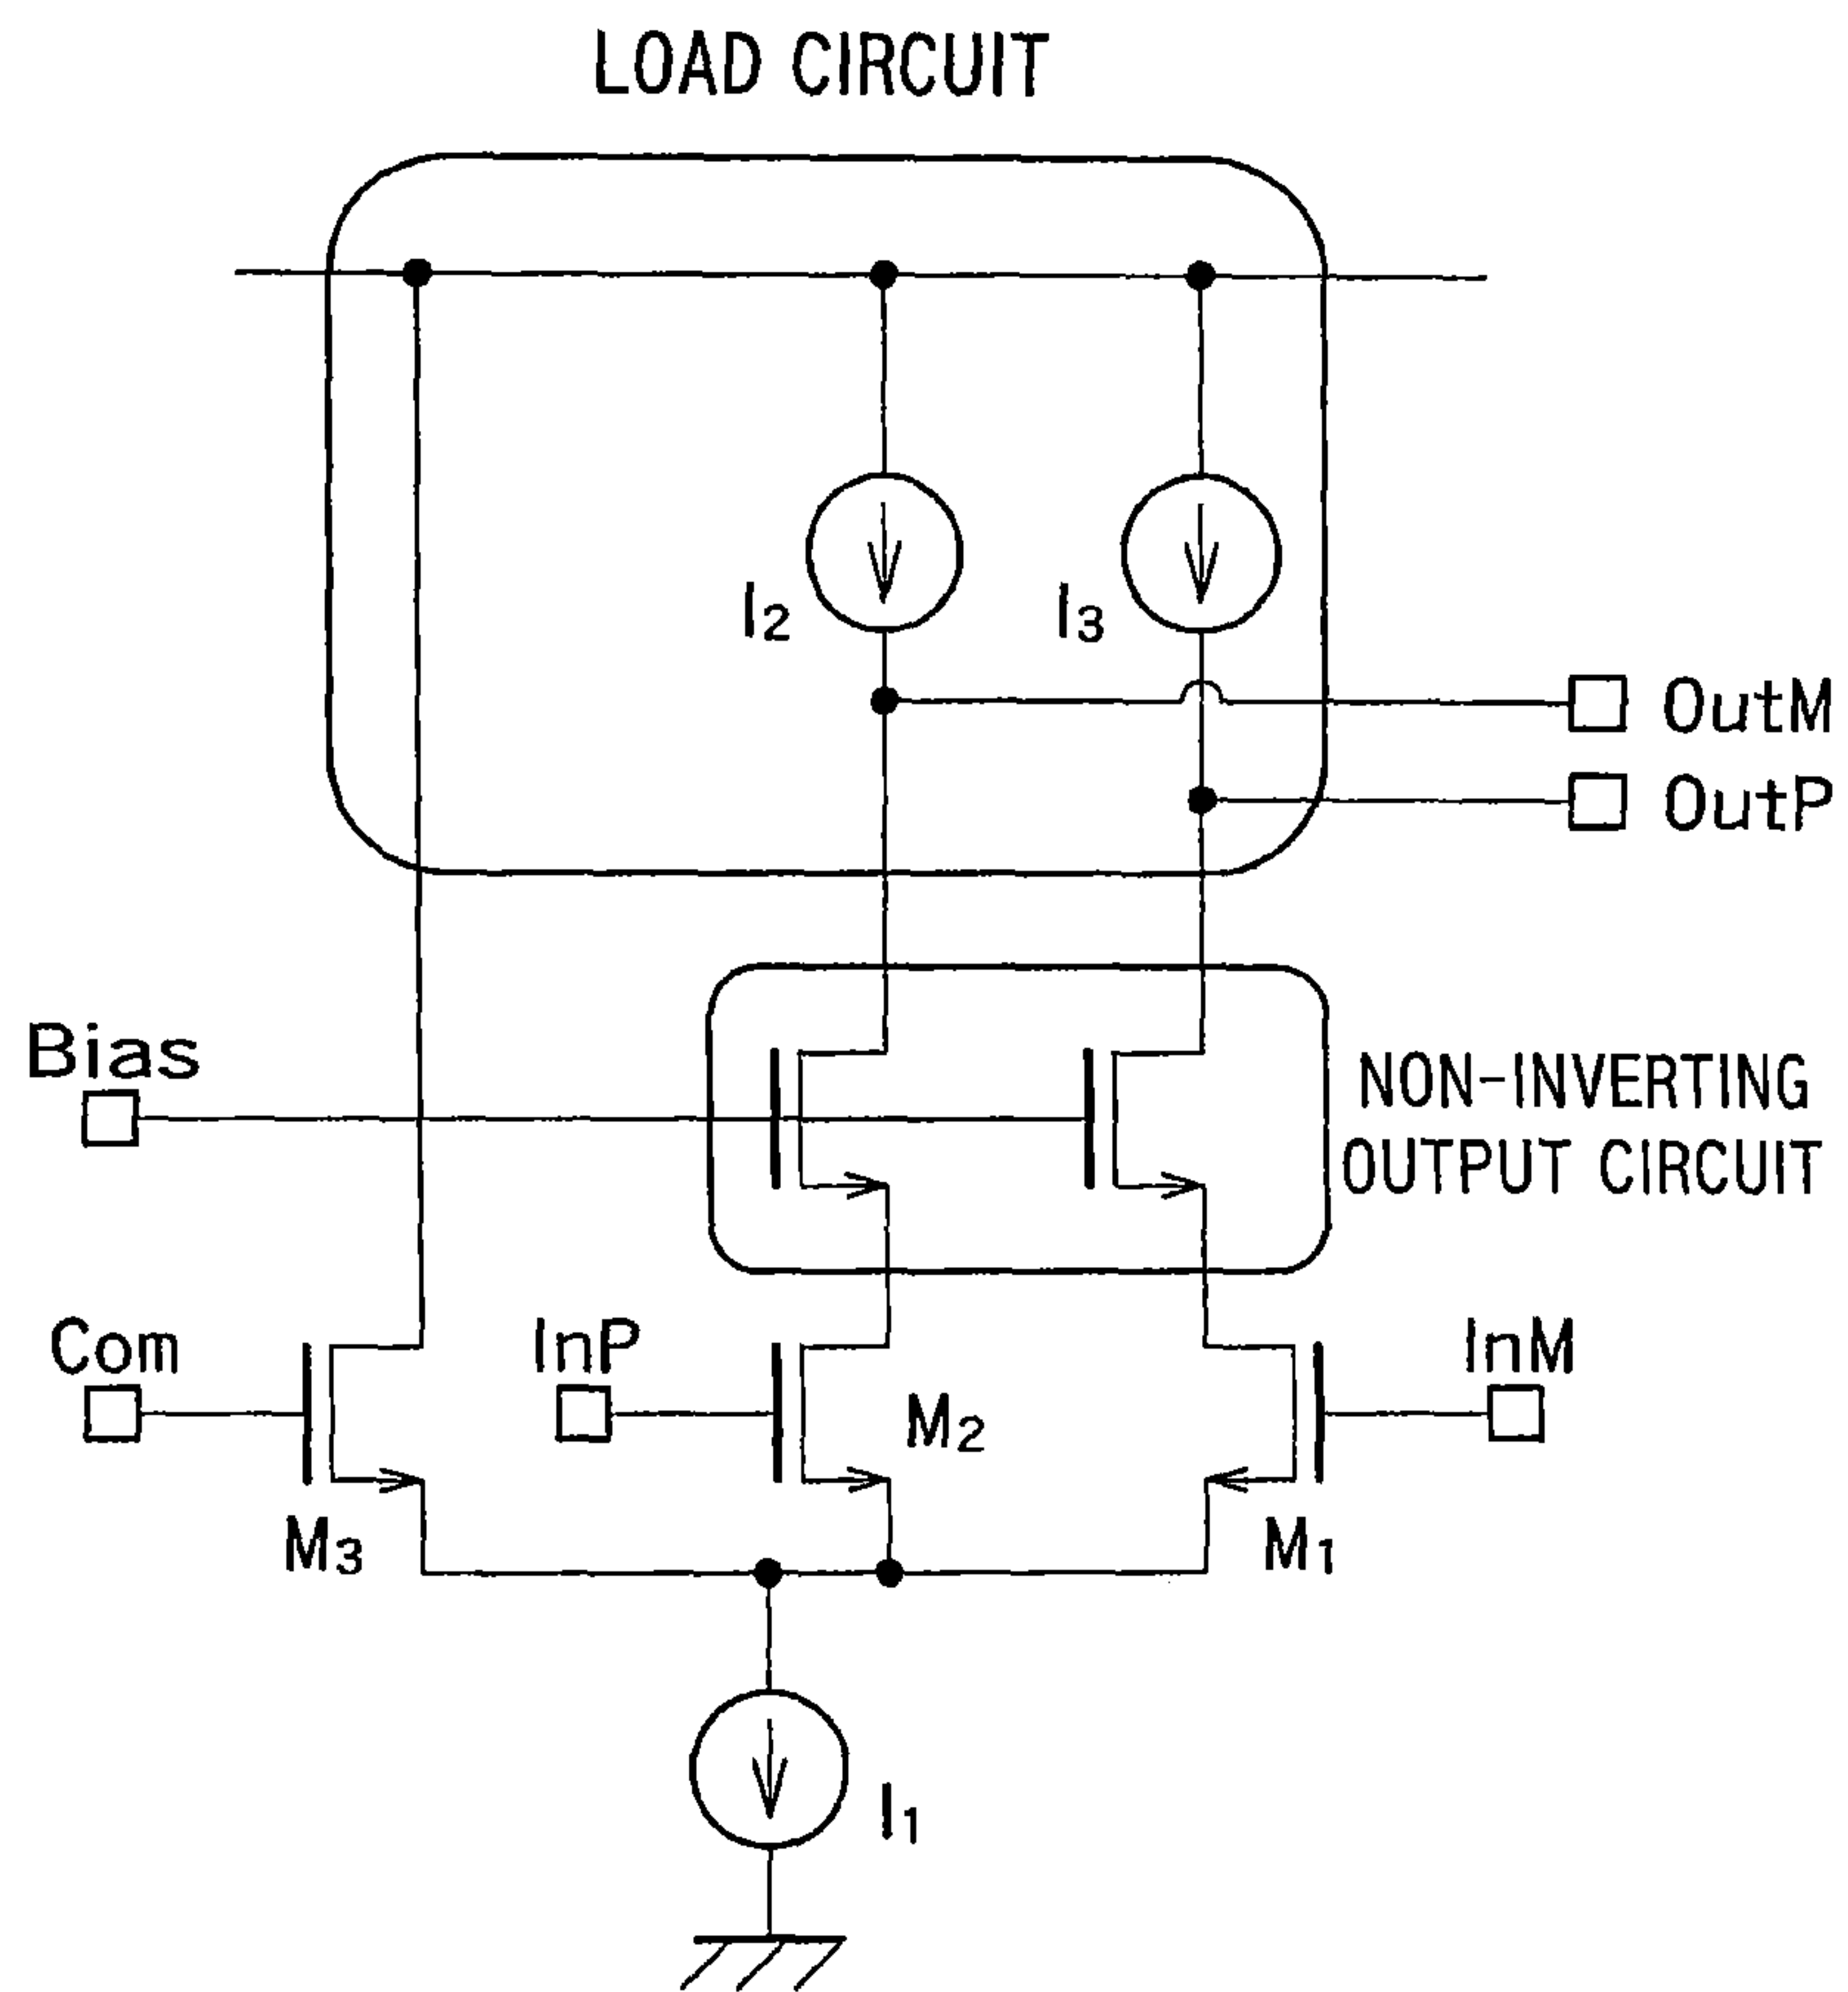 LOAD CIRCUIT
I2
I3
OutM
OutP
Bias
NON-INVERTING
OUTPUT CIRCUIT
Com
InP
InM
M2
M3
M1
I1